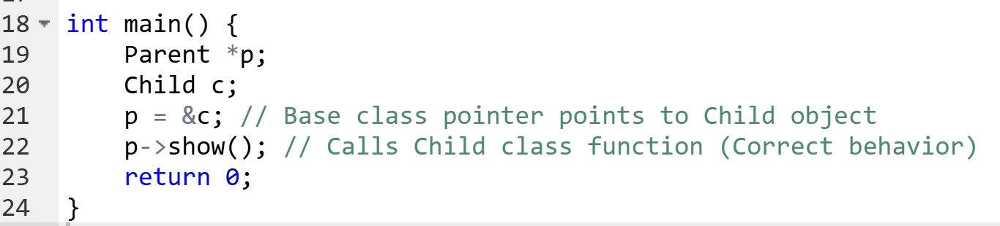 18 int main() {
19     Parent *p;
20     Child c;
21     p = &c; // Base class pointer points to Child object
22     p->show(); // Calls Child class function (Correct behavior)
23     return 0;
24 }